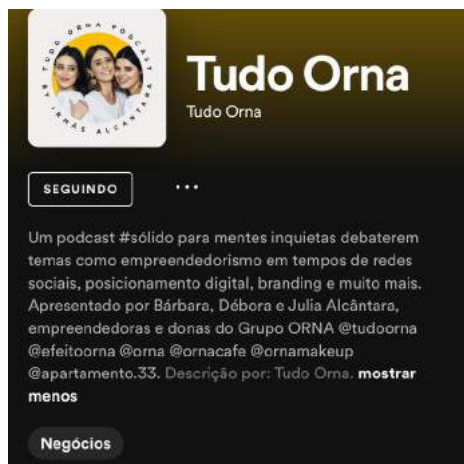 TUDO ORNA PODCAST
IRMÃS ALCANTARA
Tudo Orna
Tudo Orna
SEGUINDO
Um podcast #sólido para mentes inquietas debaterem
temas como empreendedorismo em tempos de redes
sociais, posicionamento digital, branding e muito mais.
Apresentado por Bárbara, Débora e Julia Alcântara,
empreendedoras e donas do Grupo ORNA @tudoorna
@efeitoorna @orna @ornacafe @ornamakeup
@apartamento.33. Descrição por: Tudo Orna. mostrar
menos
Negócios